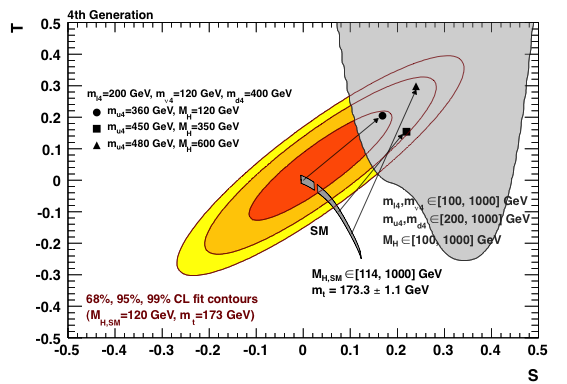 4th Generation
T
0.5
0.4
0.3
0.2
0.1
0
-0.1
-0.2
-0.3
-0.4
-0.5
m_l4=200 GeV, m_ν4=120 GeV, m_d4=400 GeV
m_u4=360 GeV, M_H=120 GeV
m_u4=450 GeV, M_H=350 GeV
m_u4=480 GeV, M_H=600 GeV
SM
m_l4,m_ν4 ∈[100, 1000] GeV
m_u4,m_d4 ∈[200, 1000] GeV
M_H ∈[100, 1000] GeV
M_H,SM ∈[114, 1000] GeV
m_t = 173.3 ± 1.1 GeV
68%, 95%, 99% CL fit contours
(M_H,SM=120 GeV, m_t=173 GeV)
-0.5 -0.4 -0.3 -0.2 -0.1 0 0.1 0.2 0.3 0.4 0.5
S